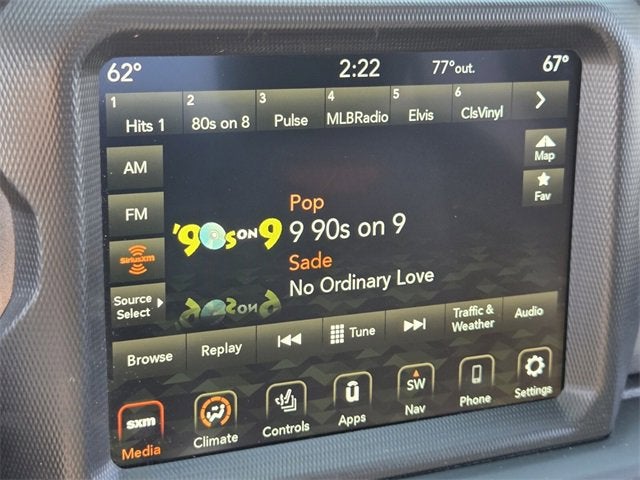 62° 2:22 77°out. 67°
1 Hits 1 2 80s on 8 3 Pulse 4 MLBRadio 5 Elvis 6 ClsVinyl
AM
Map
FM
Fav
SiriusXM
Source Select
'90s ON 9
Pop
9 90s on 9
Sade
No Ordinary Love
Browse Replay Tune Traffic & Weather Audio
sxm Media Climate Controls Apps SW Nav Phone Settings